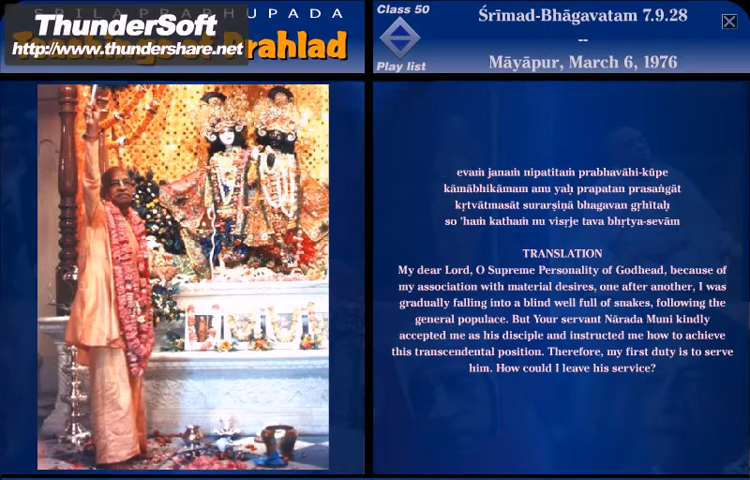 SRILA PRABHUPADA
ThunderSoft
http://www.thundershare.net
Prahlad
Class 50
Play list
Śrīmad-Bhāgavatam 7.9.28
--
Māyāpur, March 6, 1976
evaṁ janaṁ nipatitaṁ prabhavāhi-kūpe
kāmābhikāmam anu yaḥ prapatan prasaṅgāt
kṛtvātmasāt surarṣiṇā bhagavan gṛhītaḥ
so 'haṁ kathaṁ nu visṛje tava bhṛtya-sevām
TRANSLATION
My dear Lord, O Supreme Personality of Godhead, because of
my association with material desires, one after another, I was
gradually falling into a blind well full of snakes, following the
general populace. But Your servant Nārada Muni kindly
accepted me as his disciple and instructed me how to achieve
this transcendental position. Therefore, my first duty is to serve
him. How could I leave his service?